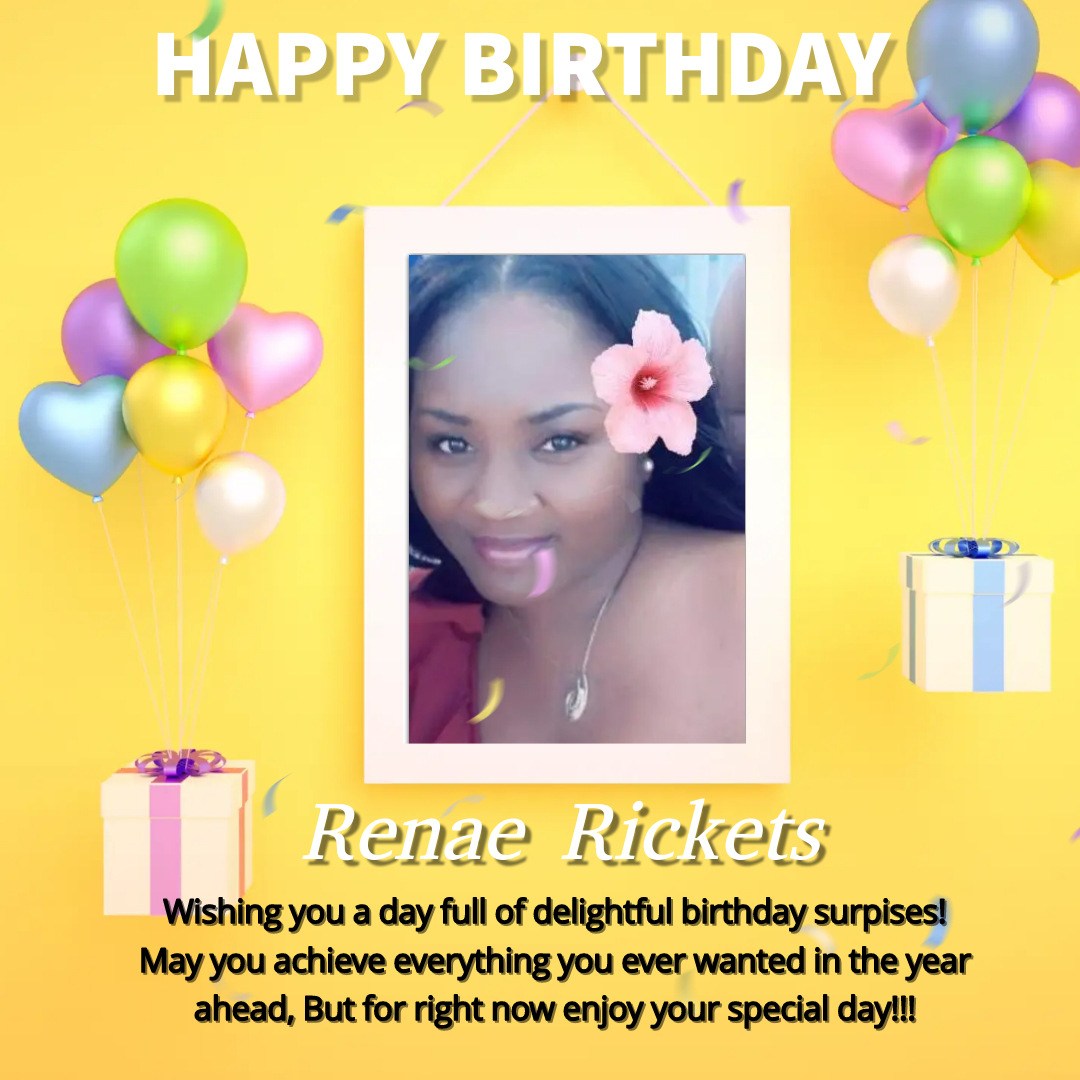 HAPPY BIRTHDAY
Renae Rickets
Wishing you a day full of delightful birthday surpises!
May you achieve everything you ever wanted in the year
ahead, But for right now enjoy your special day!!!